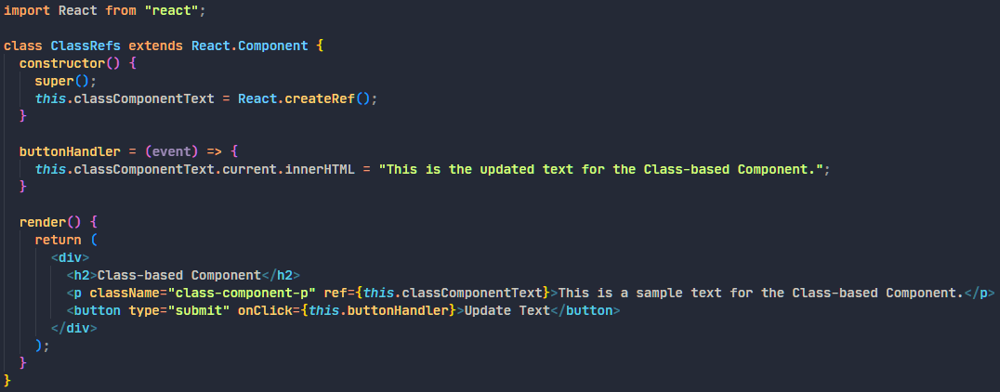 import React from "react";
class ClassRefs extends React.Component {
constructor() {
super();
this.classComponentText = React.createRef();
}
buttonHandler = (event) => {
this.classComponentText.current.innerHTML = "This is the updated text for the Class-based Component.";
}
render() {
return (
<div>
<h2>Class-based Component</h2>
<p className="class-component-p" ref={this.classComponentText}>This is a sample text for the Class-based Component.</p>
<button type="submit" onClick={this.buttonHandler}>Update Text</button>
</div>
);
}
}